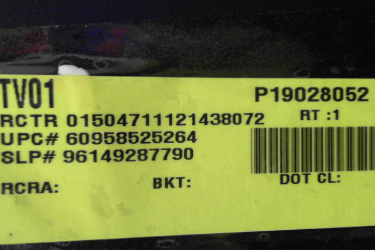 TV01 P19028052
RCTR 01504711121438072 RT :1
UPC# 60958525264
SLP# 96149287790
RCRA: BKT: DOT CL: